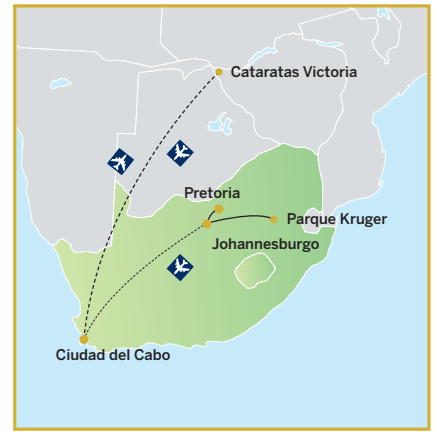 Cataratas Victoria
Pretoria
Parque Kruger
Johannesburgo
Ciudad del Cabo